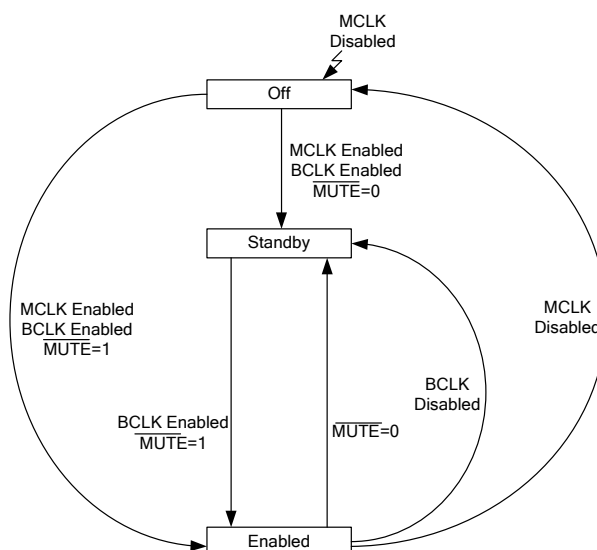 MCLK
Disabled
Off
MCLK Enabled
BCLK Enabled
MUTE=0
Standby
MCLK Enabled
BCLK Enabled
MUTE=1
MCLK
Disabled
BCLK
Disabled
BCLK Enabled
MUTE=1
MUTE=0
Enabled